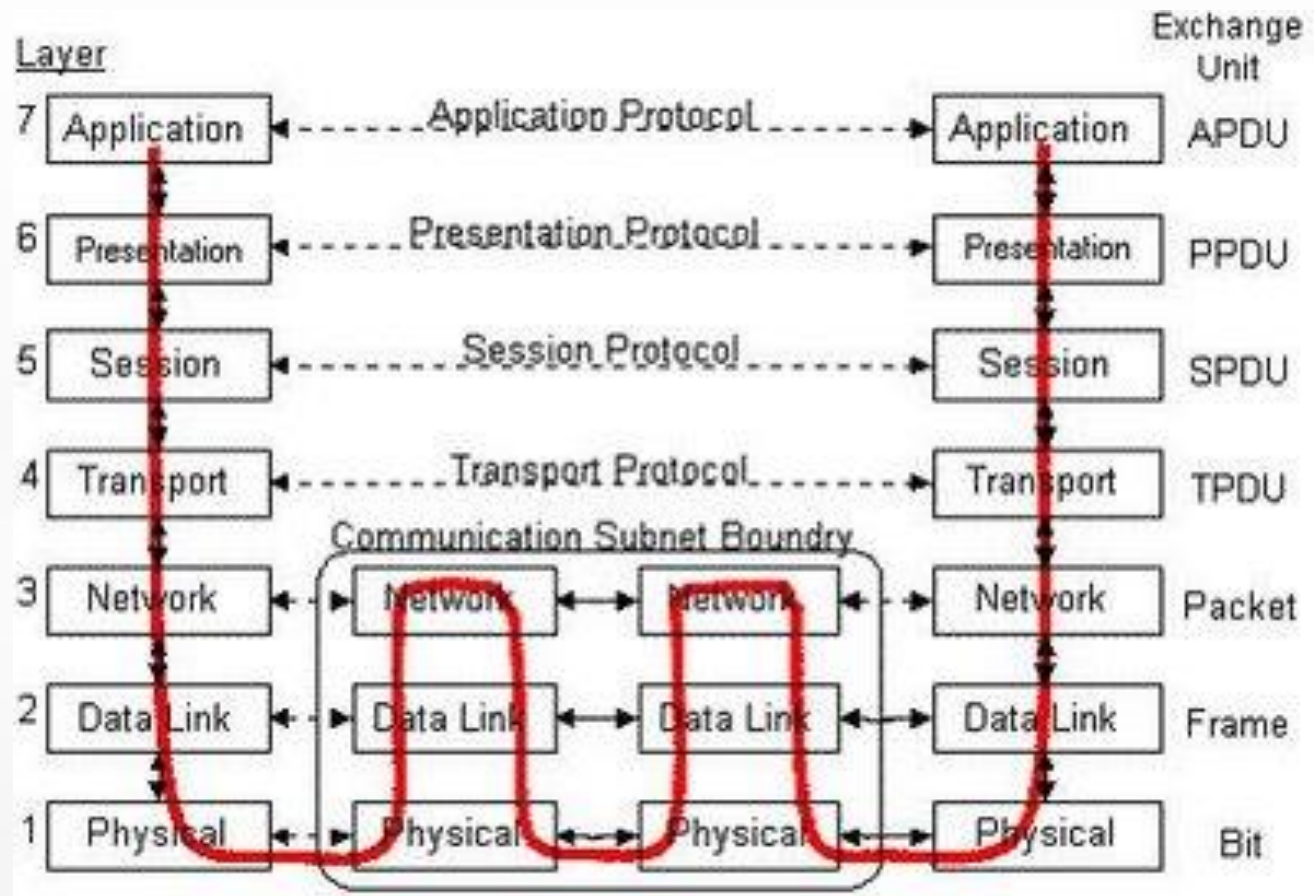 Exchange
Unit
Layer
7 Application Application Protocol Application APDU
6 Presentation Presentation Protocol Presentation PPDU
5 Session Session Protocol Session SPDU
4 Transport Transport Protocol Transport TPDU
Communication Subnet Boundry
3 Network Network Network Network Packet
2 Data Link Data Link Data Link Data Link Frame
1 Physical Physical Physical Physical Bit